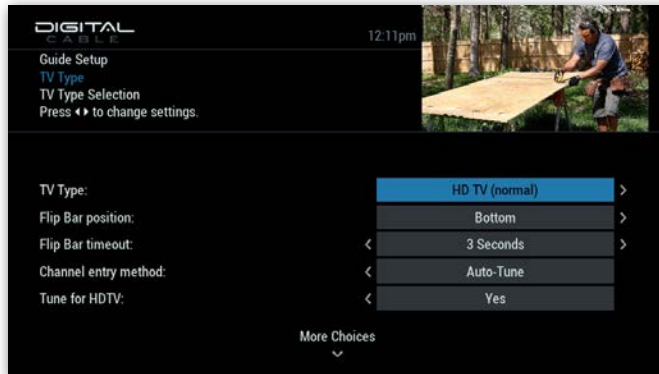 DIGITAL
CABLE
12:11pm
Guide Setup
TV Type
TV Type Selection
Press ◂ ▸ to change settings.
TV Type: HD TV (normal) >
Flip Bar position: Bottom >
Flip Bar timeout: < 3 Seconds >
Channel entry method: < Auto-Tune
Tune for HDTV: < Yes
More Choices